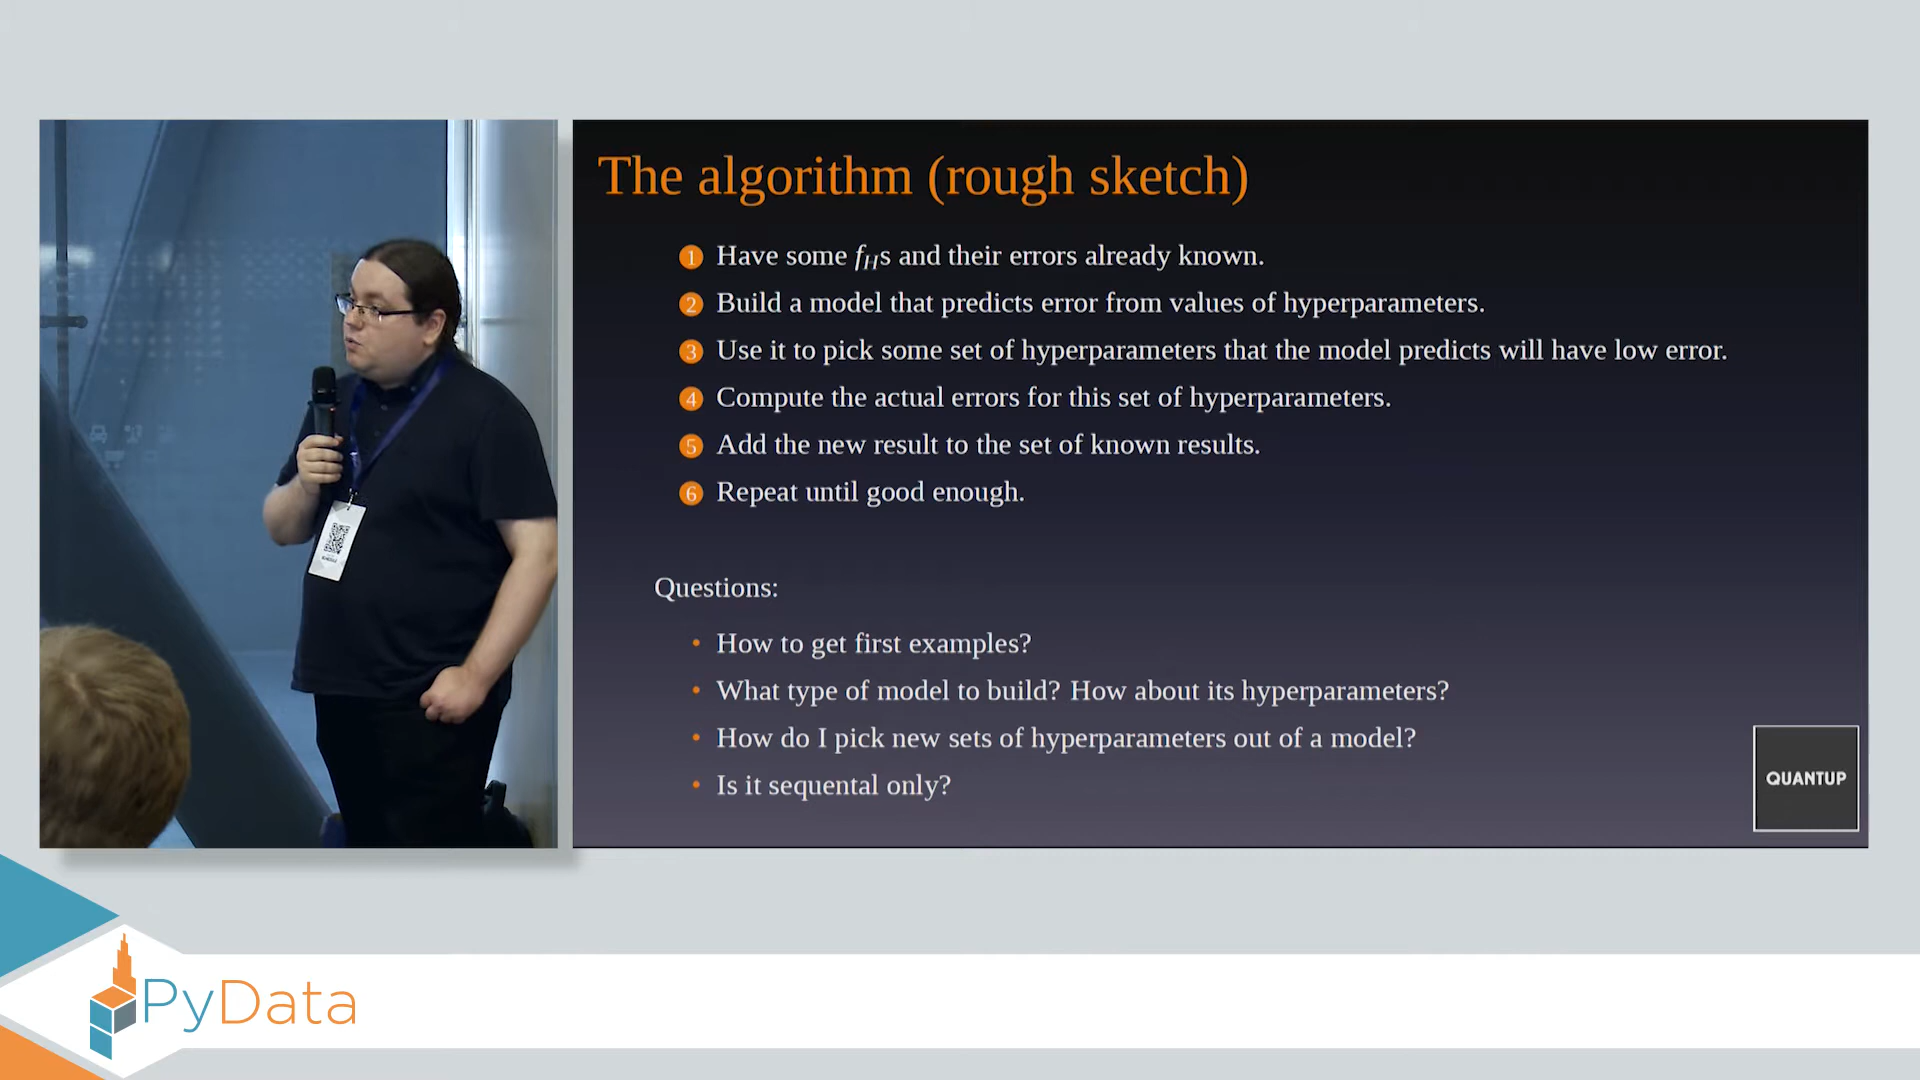 The algorithm (rough sketch)
1 Have some fHs and their errors already known.
2 Build a model that predicts error from values of hyperparameters.
3 Use it to pick some set of hyperparameters that the model predicts will have low error.
4 Compute the actual errors for this set of hyperparameters.
5 Add the new result to the set of known results.
6 Repeat until good enough.
Questions:
• How to get first examples?
• What type of model to build? How about its hyperparameters?
• How do I pick new sets of hyperparameters out of a model?
• Is it sequental only?
QUANTUP
PyData